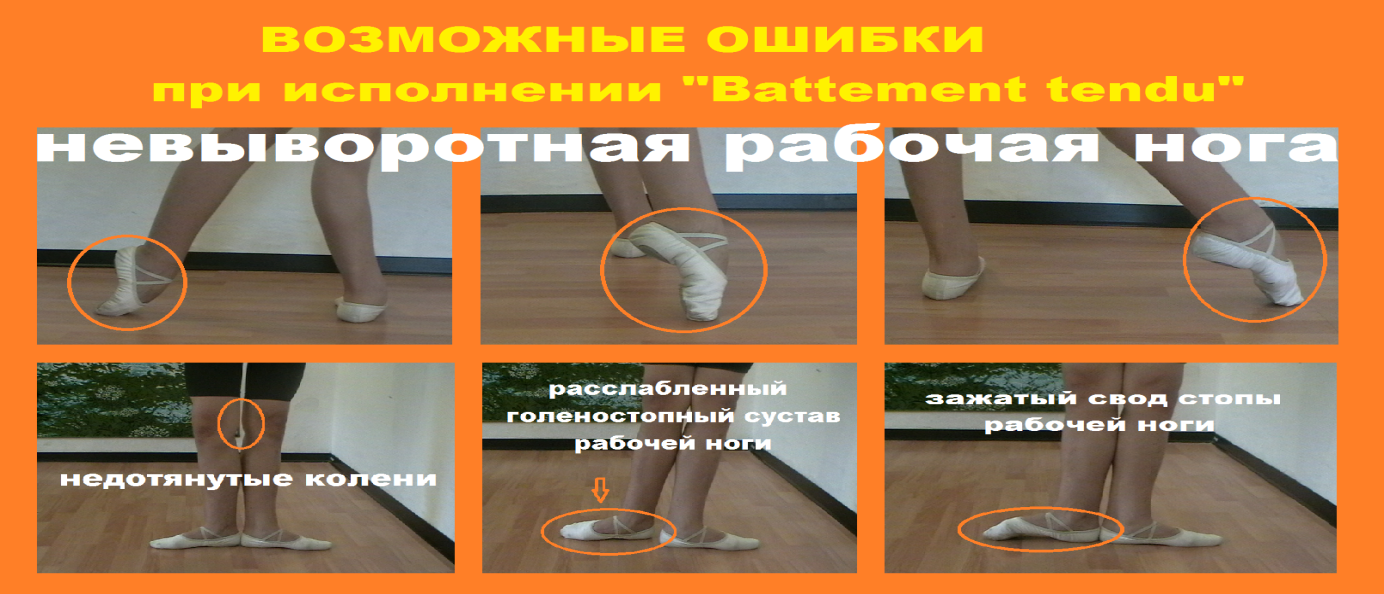 ВОЗМОЖНЫЕ ОШИБКИ
при исполнении "Battement tendu"
невыворотная рабочая нога
недотянутые колени
расслабленный
голеностопный сустав
рабочей ноги
зажатый свод стопы
рабочей ноги